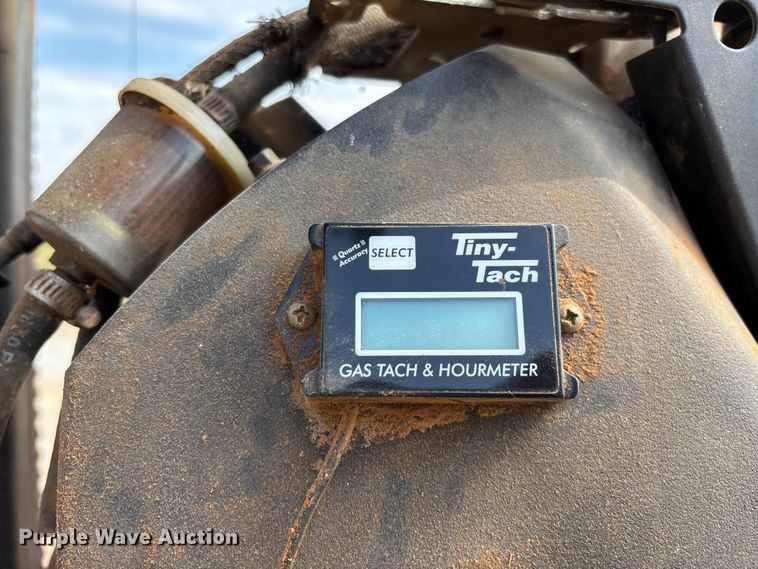 !! Quartz !!
Accuracy
SELECT
Tiny-
Tach
GAS TACH & HOURMETER
Purple Wave Auction